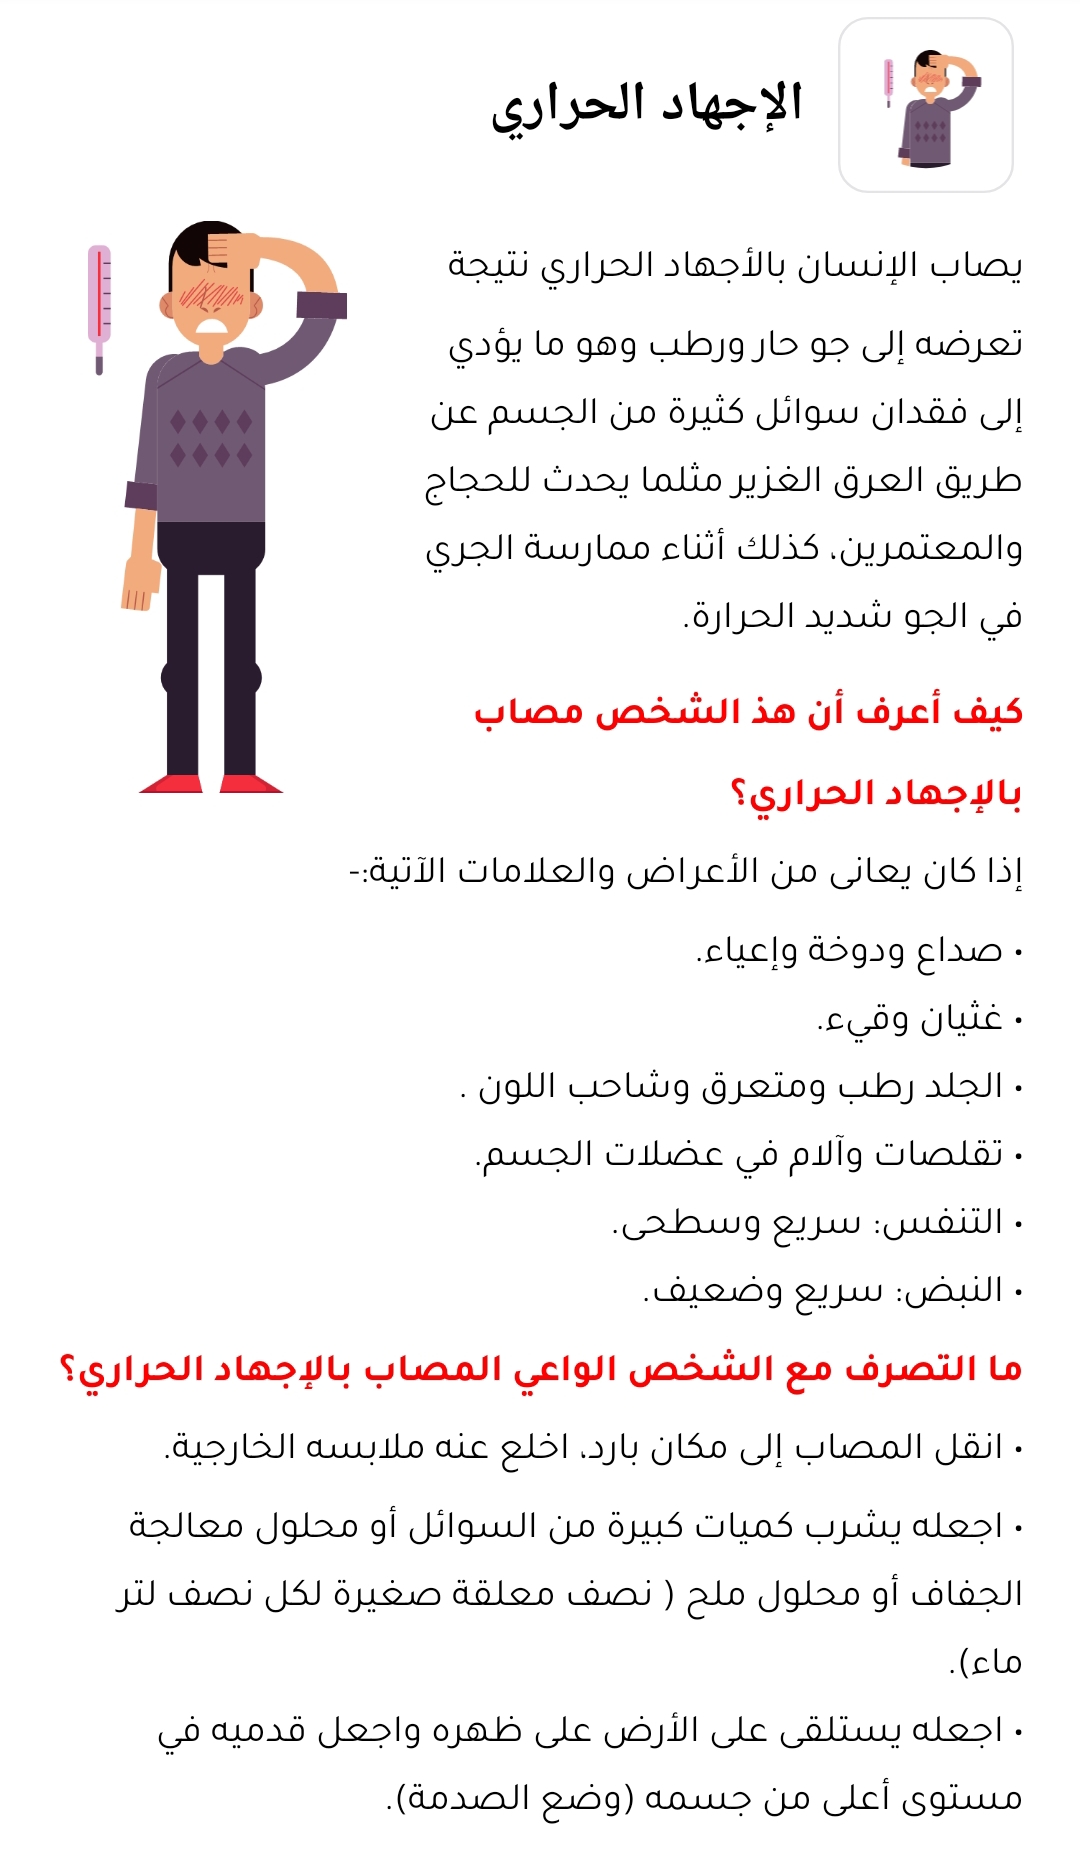 الإجهاد الحراري
يصاب الإنسان بالأجهاد الحراري نتيجة
تعرضه إلى جو حار ورطب وهو ما يؤدي
إلى فقدان سوائل كثيرة من الجسم عن
طريق العرق الغزير مثلما يحدث للحجاج
والمعتمرين، كذلك أثناء ممارسة الجري
في الجو شديد الحرارة.
كيف أعرف أن هذ الشخص مصاب
بالإجهاد الحراري؟
إذا كان يعانى من الأعراض والعلامات الآتية:-
• صداع ودوخة وإعياء.
• غثيان وقيء.
• الجلد رطب ومتعرق وشاحب اللون .
• تقلصات وآلام في عضلات الجسم.
• التنفس: سريع وسطحى.
• النبض: سريع وضعيف.
ما التصرف مع الشخص الواعي المصاب بالإجهاد الحراري؟
• انقل المصاب إلى مكان بارد، اخلع عنه ملابسه الخارجية.
• اجعله يشرب كميات كبيرة من السوائل أو محلول معالجة
الجفاف أو محلول ملح ( نصف معلقة صغيرة لكل نصف لتر
ماء).
• اجعله يستلقى على الأرض على ظهره واجعل قدميه في
مستوى أعلى من جسمه (وضع الصدمة).